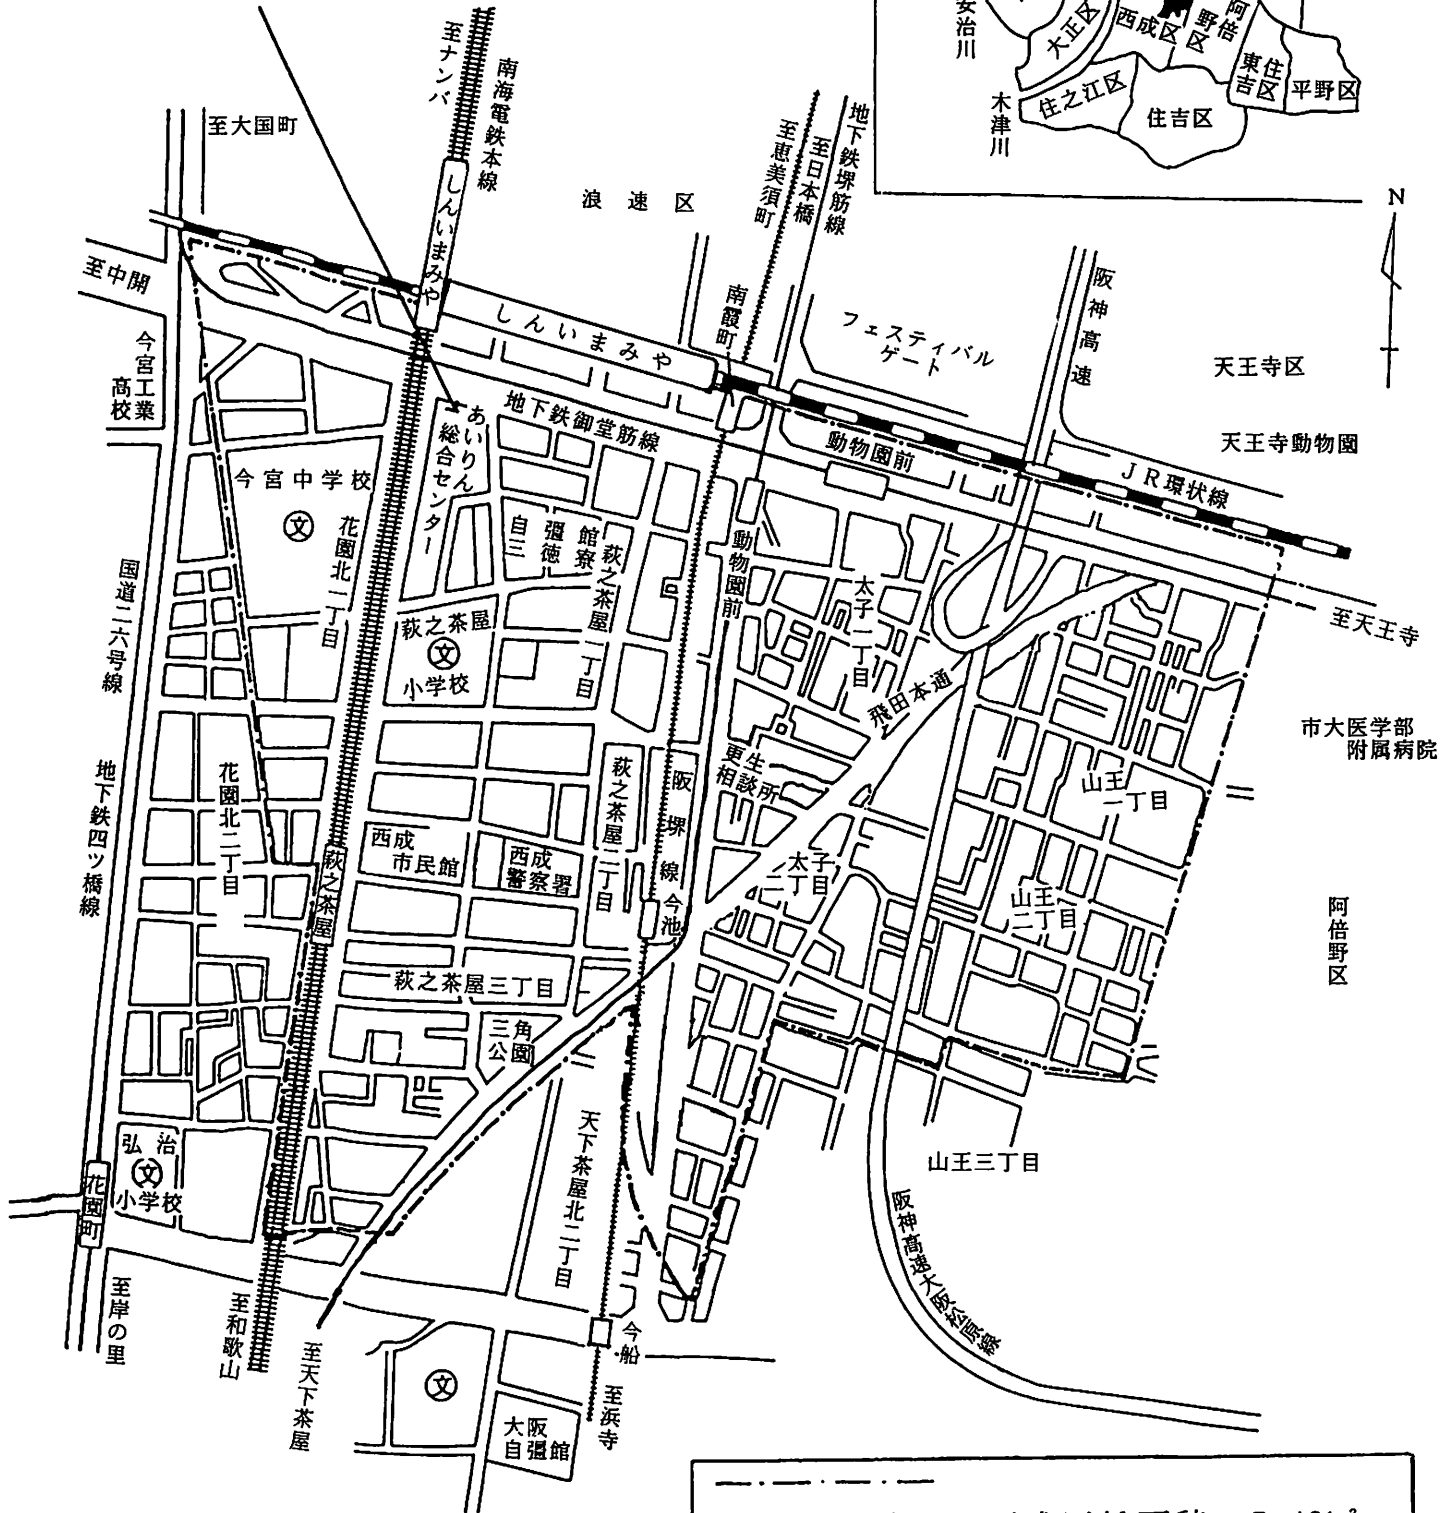 安治川
大正区
西成区
阿倍
野区
東住
吉区
平野区
住之江区
住吉区
木津川
N
至ナンバ
南海電鉄本線
至大国町
浪速区
至恵美須町
至日本橋
地下鉄堺筋線
しんいまみや
しんいまみや
南霞町
フェスティバル
ゲート
阪神高速
天王寺区
天王寺動物園
至中開
今宮工業
高校
地下鉄御堂筋線
動物園前
JR環状線
あいりん
総合センター
今宮中学校
文
花園北一丁目
自彊館
三徳寮
萩之茶屋一丁目
動物園前
太子一丁目
至天王寺
国道二六号線
萩之茶屋
文
小学校
飛田本通
市大医学部
附属病院
地下鉄四ツ橋線
花園北二丁目
更生
相談所
阪堺線
萩之茶屋二丁目
山王
一丁目
西成
市民館
西成
警察署
太子
二丁目
山王
二丁目
萩之茶屋
今池
阿倍野区
萩之茶屋三丁目
三角
公園
弘治
文
小学校
花園町
天下茶屋北二丁目
山王三丁目
阪神高速大阪松原線
至岸の里
至和歌山
至天下茶屋
今船
文
至浜寺
大阪
自彊館